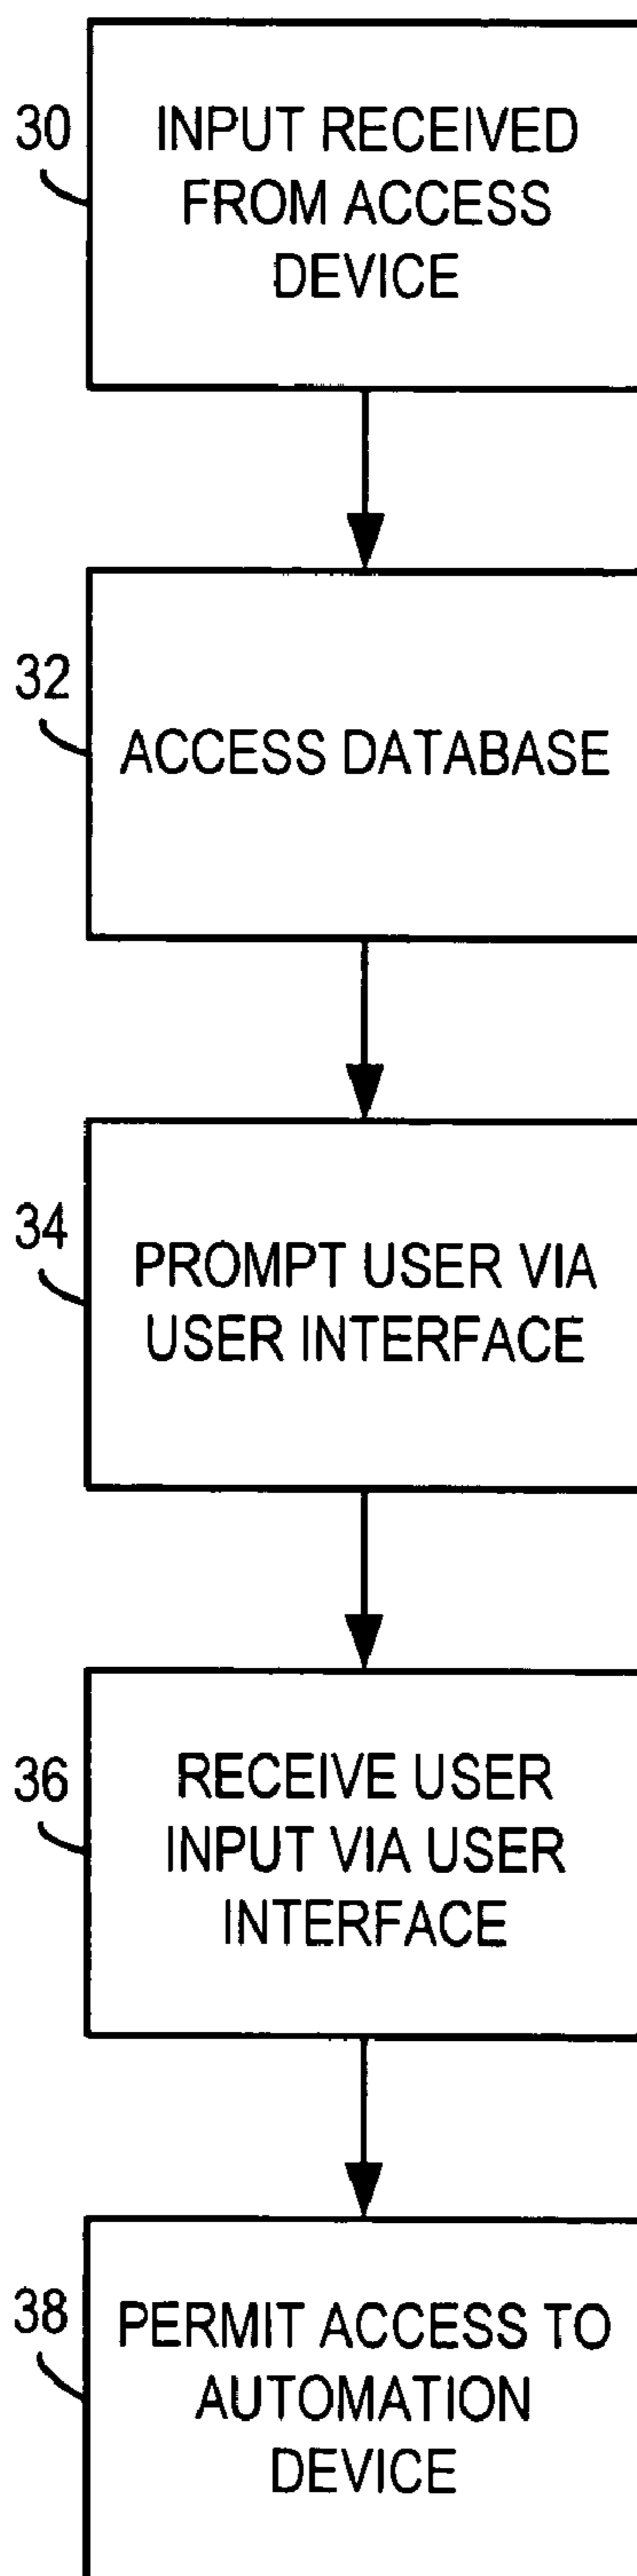 30
INPUT RECEIVED
FROM ACCESS
DEVICE
32
ACCESS DATABASE
34
PROMPT USER VIA
USER INTERFACE
36
RECEIVE USER
INPUT VIA USER
INTERFACE
38
PERMIT ACCESS TO
AUTOMATION
DEVICE